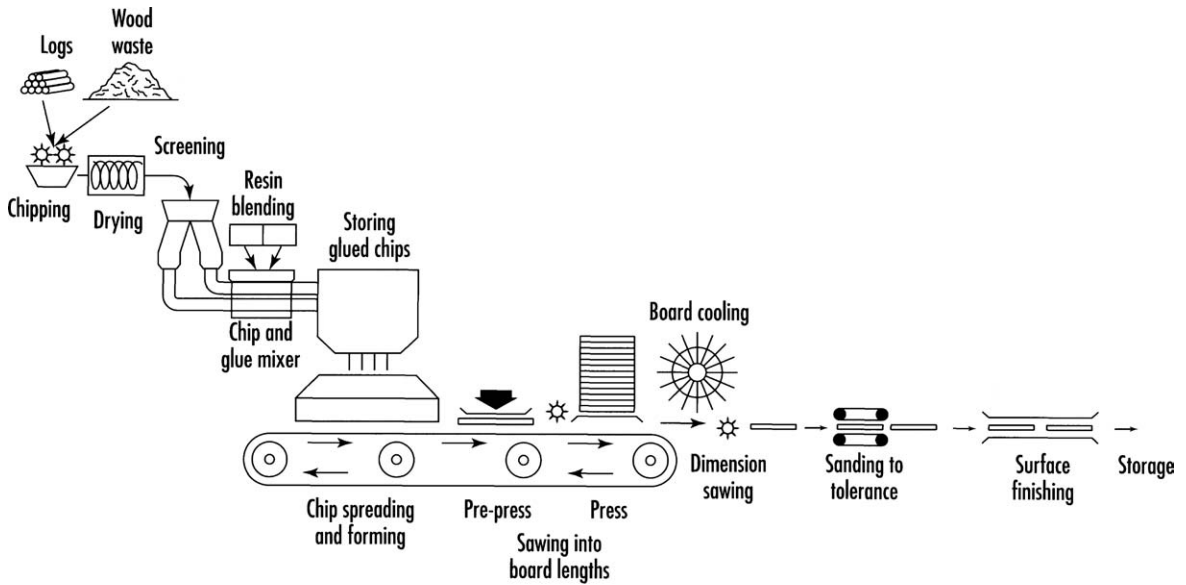 Logs
Wood
waste
Screening
Chipping
Drying
Resin
blending
Storing
glued chips
Chip and
glue mixer
Board cooling
Chip spreading
and forming
Pre-press
Press
Sawing into
board lengths
Dimension
sawing
Sanding to
tolerance
Surface
finishing
Storage